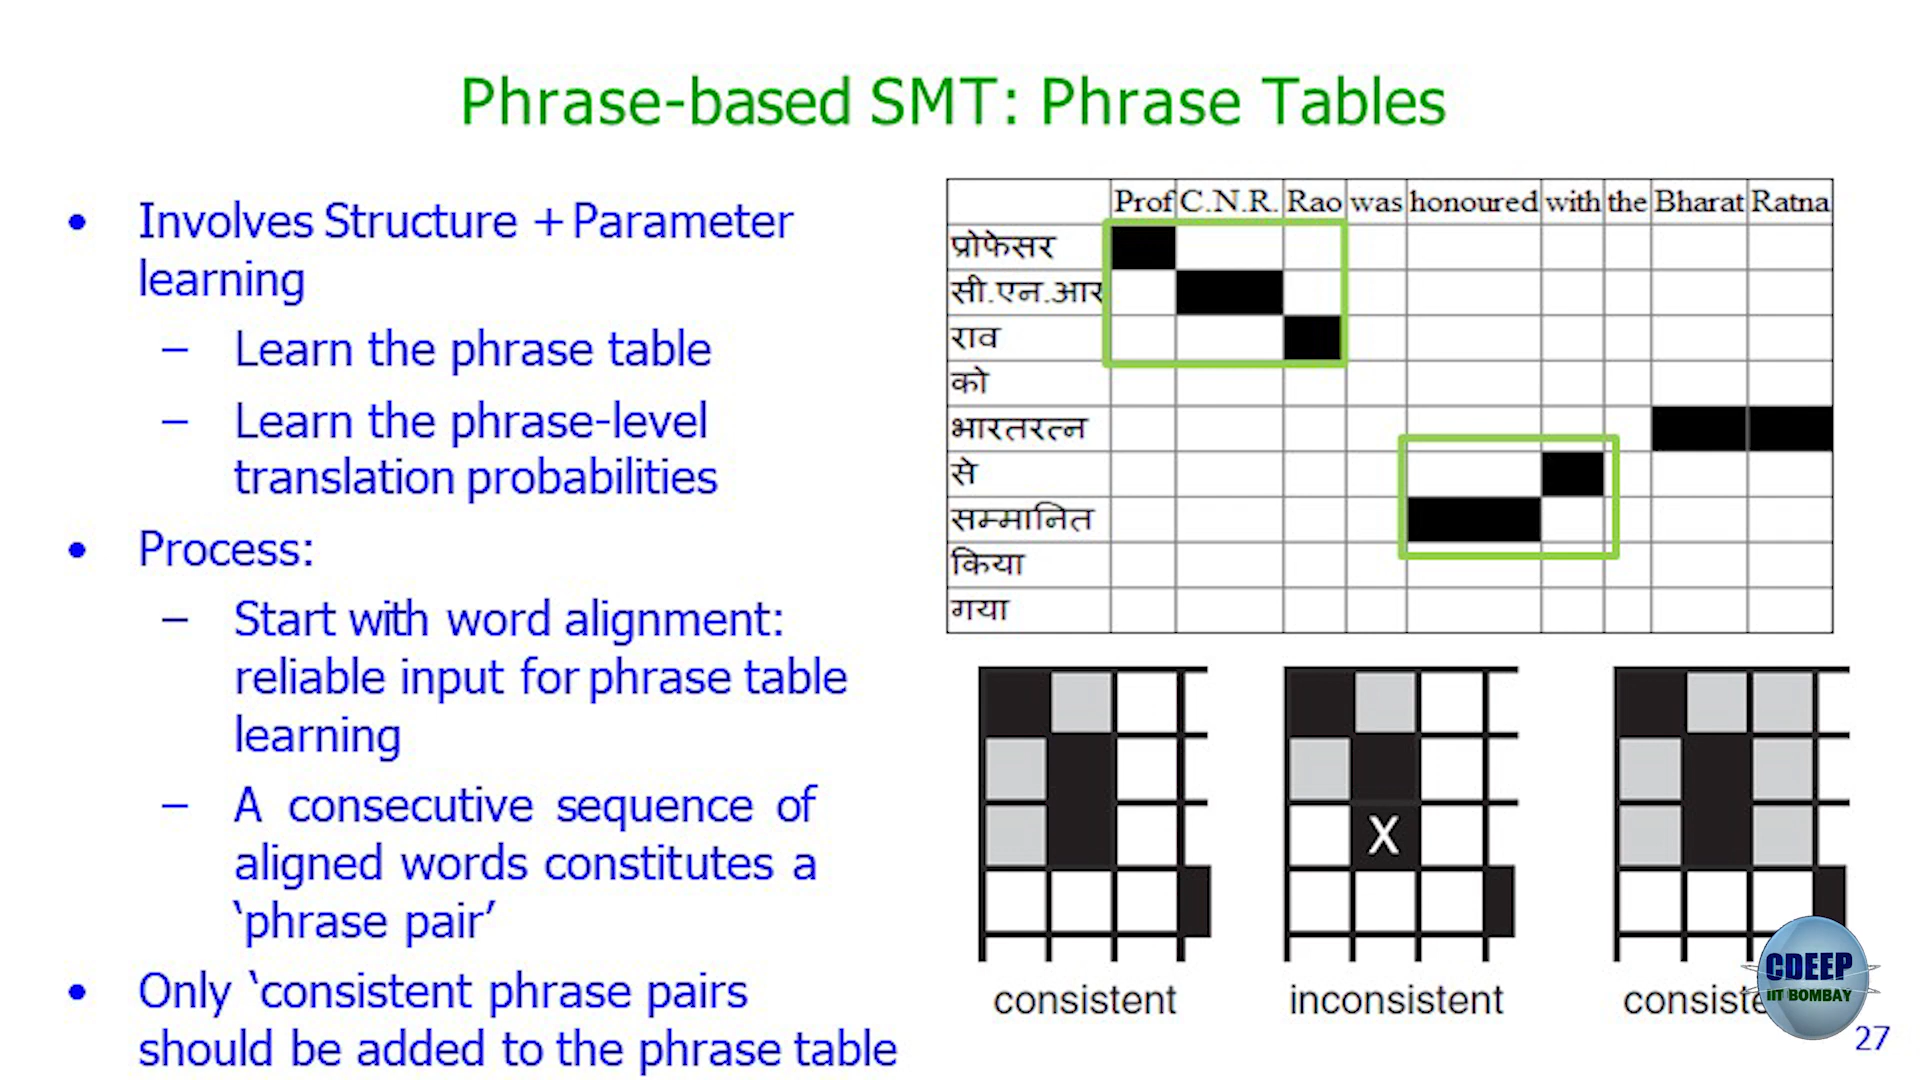 Phrase-based SMT: Phrase Tables
• Involves Structure + Parameter
learning
– Learn the phrase table
– Learn the phrase-level
translation probabilities
• Process:
– Start with word alignment:
reliable input for phrase table
learning
– A consecutive sequence of
aligned words constitutes a
‘phrase pair’
• Only ‘consistent phrase pairs
should be added to the phrase table
Prof C.N.R. Rao was honoured with the Bharat Ratna
प्रोफेसर
सी.एन.आर
राव
को
भारतरत्न
से
सम्मानित
किया
गया
X
consistent inconsistent
CDEEP
IIT BOMBAY
27